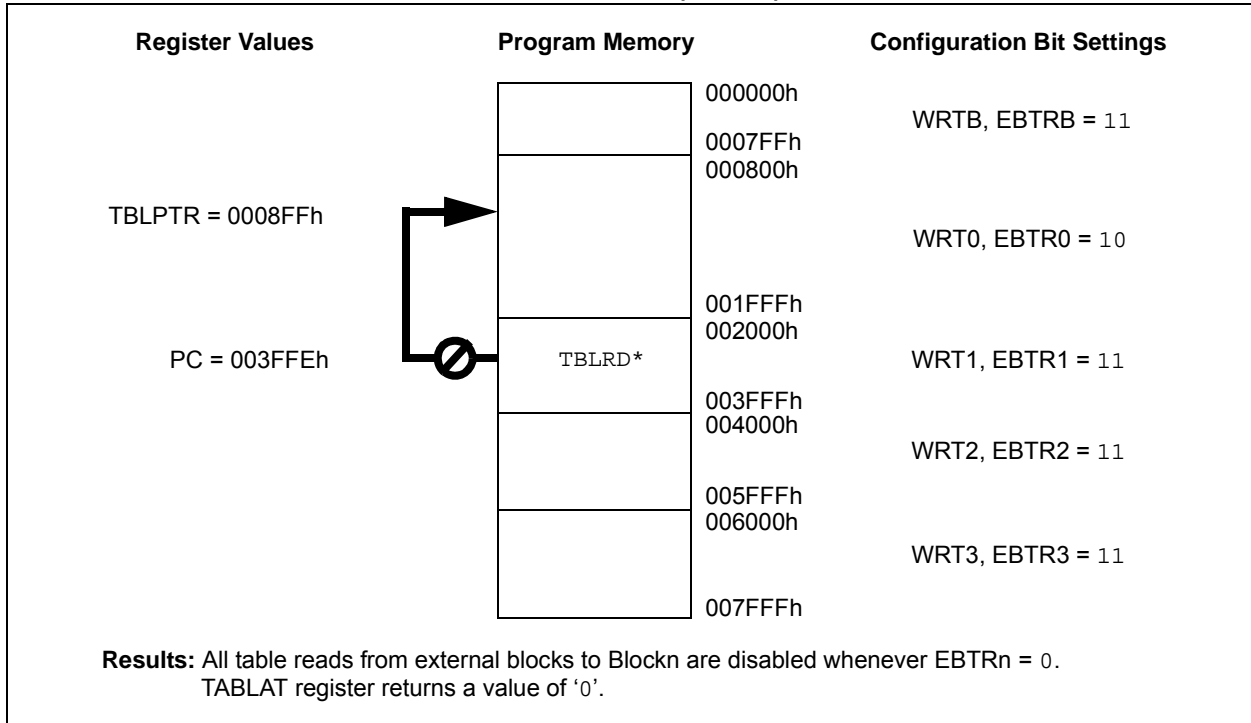 Register Values Program Memory Configuration Bit Settings
000000h
WRTB, EBTRB = 11
0007FFh
000800h
TBLPTR = 0008FFh
WRT0, EBTR0 = 10
001FFFh
002000h
PC = 003FFEh TBLRD* WRT1, EBTR1 = 11
003FFFh
004000h
WRT2, EBTR2 = 11
005FFFh
006000h
WRT3, EBTR3 = 11
007FFFh
Results: All table reads from external blocks to Blockn are disabled whenever EBTRn = 0.
TABLAT register returns a value of ‘0’.